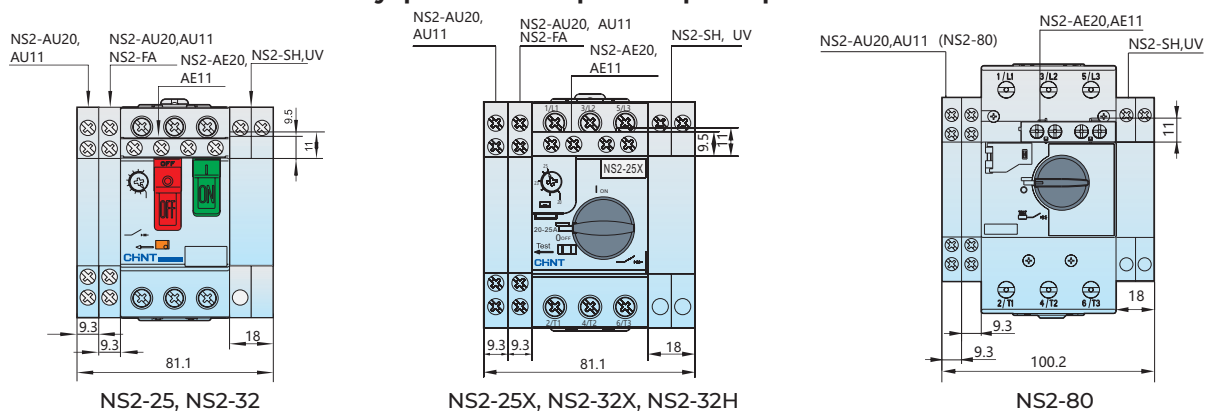 NS2-AU20,
AU11
NS2-AU20,AU11
NS2-FA
NS2-AE20,
AE11
NS2-SH,UV
9.5
11
OFF
OFF
I
ON
CHNT
9.3
9.3
18
81.1
NS2-25, NS2-32
NS2-AU20,
AU11
NS2-AU20, AU11
NS2-FA
NS2-AE20,
AE11
NS2-SH, UV
1/L1 3/L2 5/L3
9.5
11
NS2-25X
I ON
20-25A
0OFF
Test
CHNT
2/T1 4/T2 6/T3
9.3 9.3
18
81.1
NS2-25X, NS2-32X, NS2-32H
NS2-AE20,AE11
NS2-AU20,AU11 (NS2-80)
NS2-SH,UV
1/L1 3/L2 5/L3
11
2/T1 4/T2 6/T3
18
9.3
9.3
100.2
NS2-80